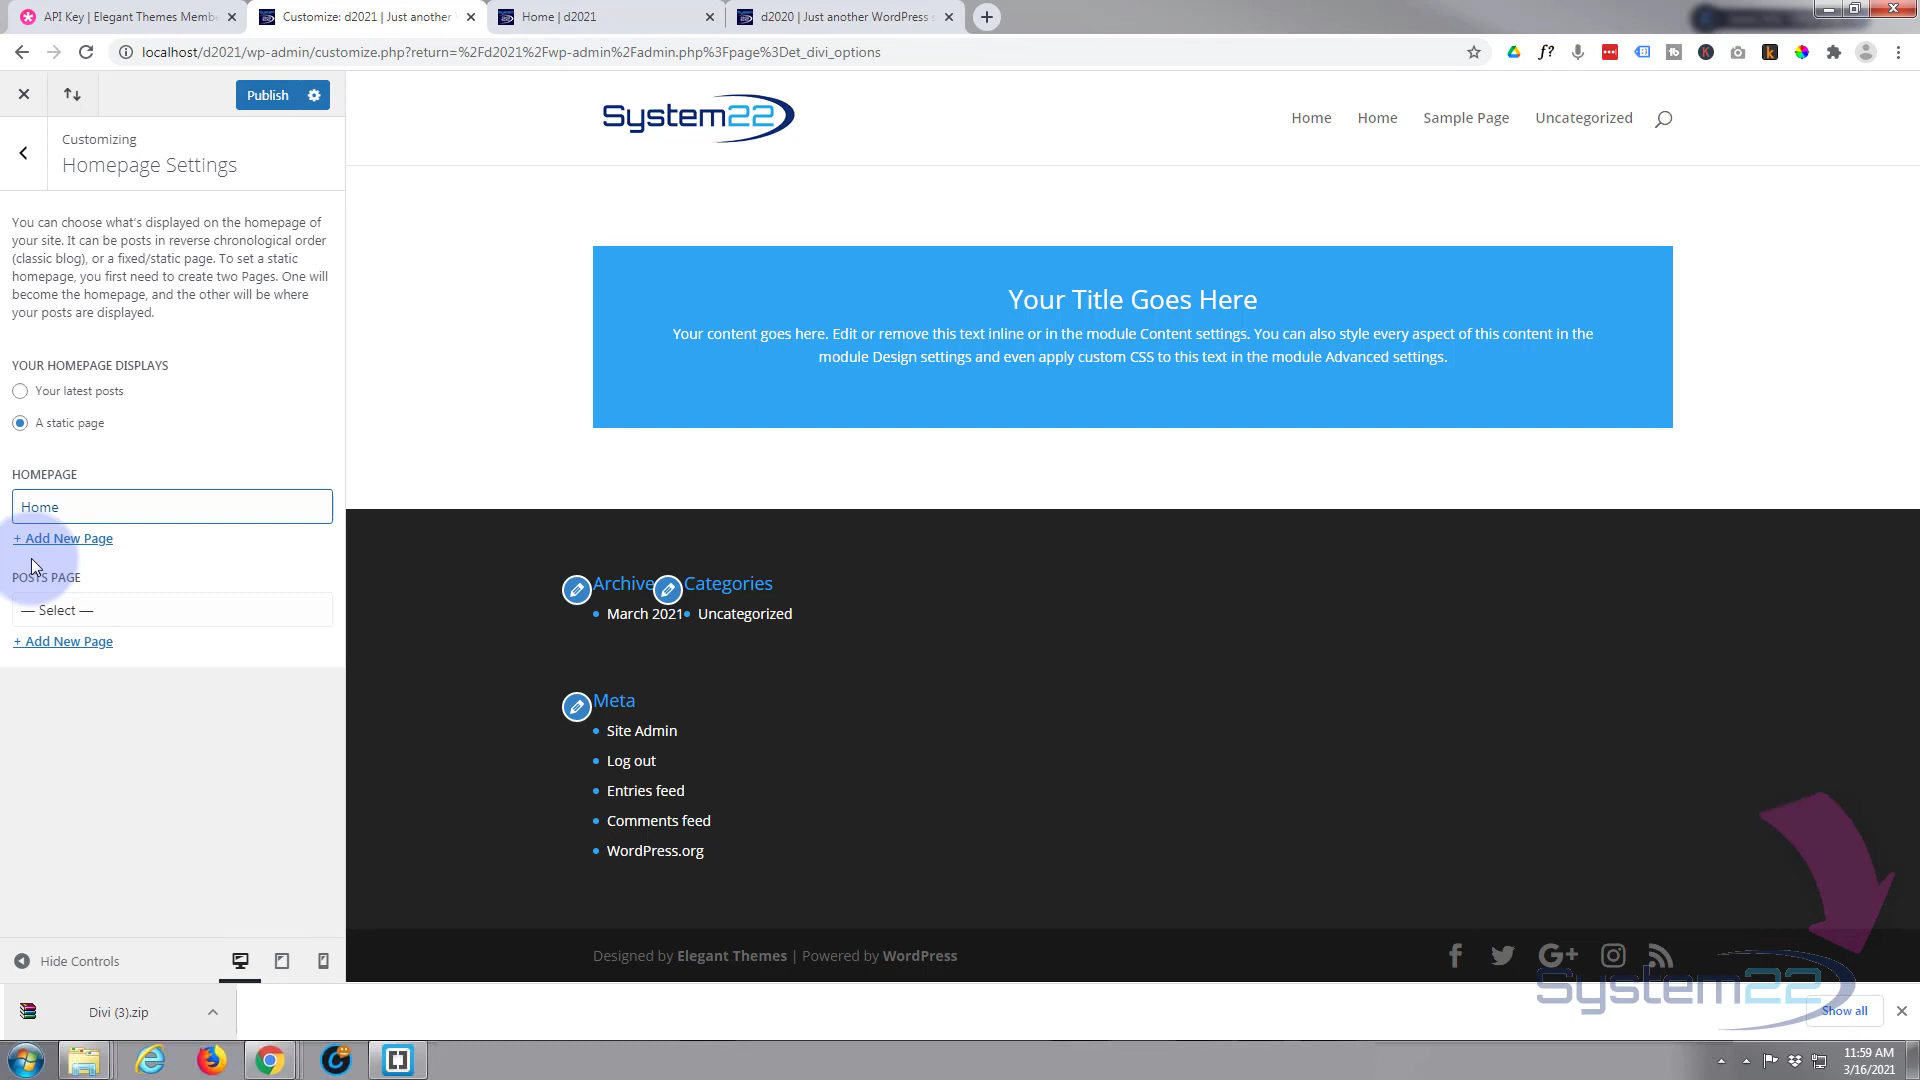 API Key | Elegant Themes Membe
Customize: d2021 | Just another
Home | d2021
d2020 | Just another WordPress s
localhost/d2021/wp-admin/customize.php?return=%2Fd2021%2Fwp-admin%2Fadmin.php%3Fpage%3Det_divi_options
Publish
Customizing
Homepage Settings
You can choose what's displayed on the homepage of
your site. It can be posts in reverse chronological order
(classic blog), or a fixed/static page. To set a static
homepage, you first need to create two Pages. One will
become the homepage, and the other will be where
your posts are displayed.
YOUR HOMEPAGE DISPLAYS
Your latest posts
A static page
HOMEPAGE
Home
+ Add New Page
POSTS PAGE
— Select —
+ Add New Page
Hide Controls
System22
Home Home Sample Page Uncategorized
Your Title Goes Here
Your content goes here. Edit or remove this text inline or in the module Content settings. You can also style every aspect of this content in the
module Design settings and even apply custom CSS to this text in the module Advanced settings.
Archive Categories
March 2021 Uncategorized
Meta
Site Admin
Log out
Entries feed
Comments feed
WordPress.org
Designed by Elegant Themes | Powered by WordPress
System22
Divi (3).zip
Show all
11:59 AM
3/16/2021